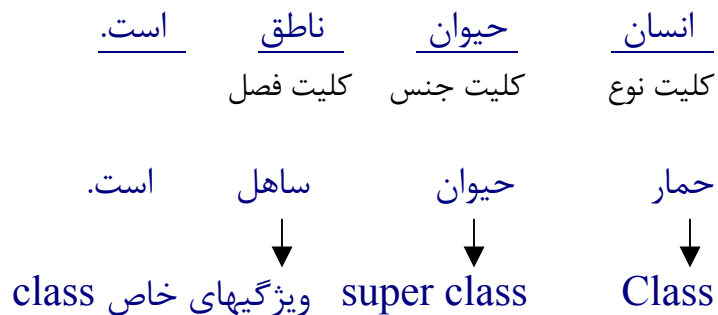 انسان حیوان ناطق است.
کلیت نوع کلیت جنس کلیت فصل
حمار حیوان ساهل است.
Class super class ویژگیهای خاص class